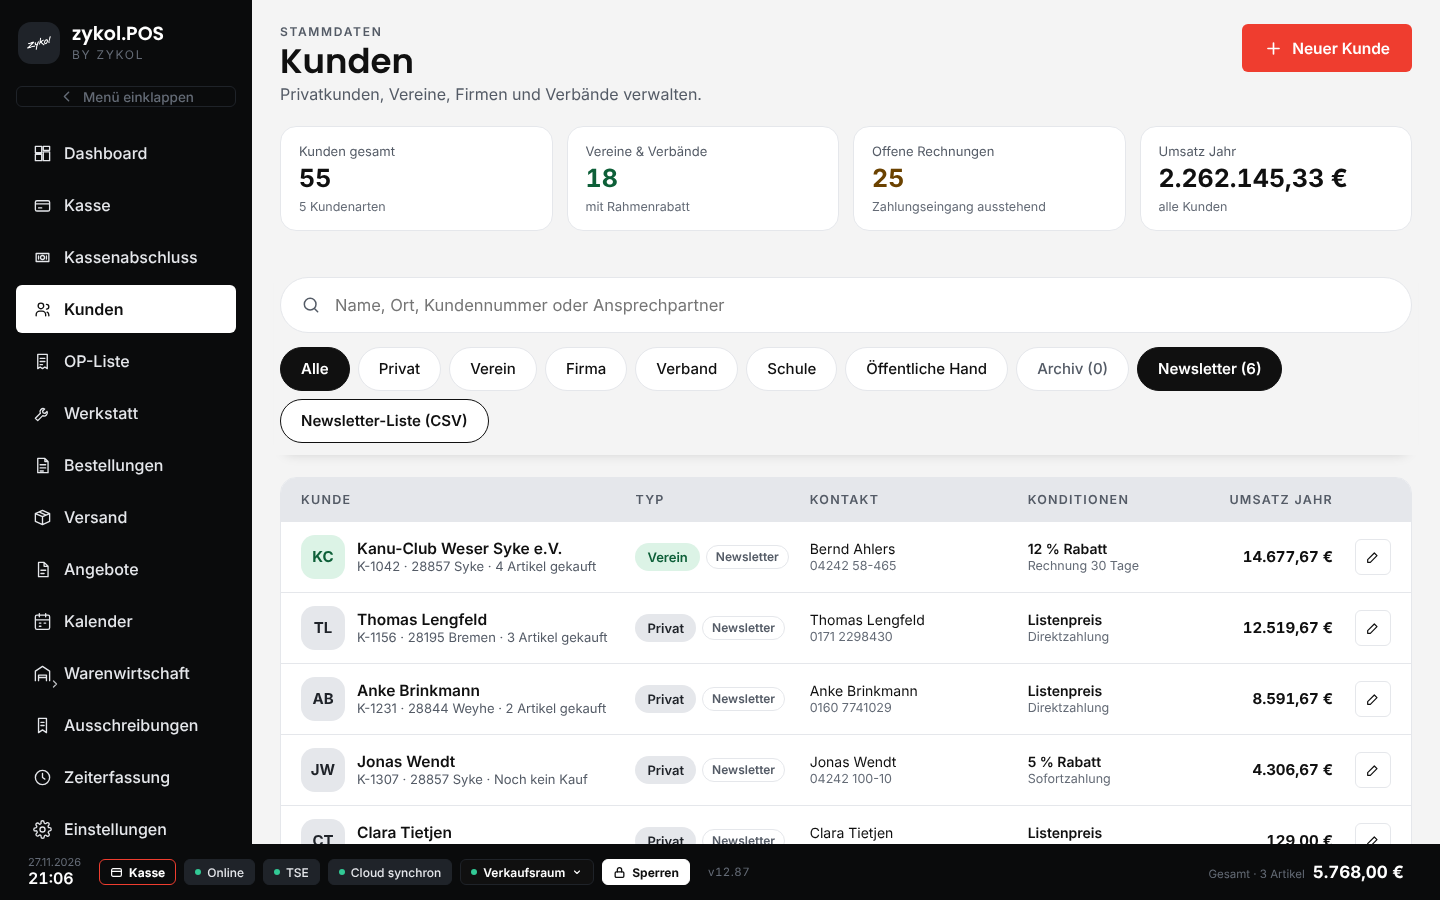 zykol
zykol.POS
BY ZYKOL
Menü einklappen
Dashboard
Kasse
Kassenabschluss
Kunden
OP-Liste
Werkstatt
Bestellungen
Versand
Angebote
Kalender
Warenwirtschaft
Ausschreibungen
Zeiterfassung
Einstellungen
STAMMDATEN
Kunden
Privatkunden, Vereine, Firmen und Verbände verwalten.
Neuer Kunde
Kunden gesamt
55
5 Kundenarten
Vereine & Verbände
18
mit Rahmenrabatt
Offene Rechnungen
25
Zahlungseingang ausstehend
Umsatz Jahr
2.262.145,33 €
alle Kunden
Name, Ort, Kundennummer oder Ansprechpartner
Alle Privat Verein Firma Verband Schule Öffentliche Hand Archiv (0) Newsletter (6)
Newsletter-Liste (CSV)
KUNDE TYP KONTAKT KONDITIONEN UMSATZ JAHR
KC Kanu-Club Weser Syke e.V. Verein Newsletter Bernd Ahlers 12 % Rabatt 14.677,67 €
K-1042 · 28857 Syke · 4 Artikel gekauft 04242 58-465 Rechnung 30 Tage
TL Thomas Lengfeld Privat Newsletter Thomas Lengfeld Listenpreis 12.519,67 €
K-1156 · 28195 Bremen · 3 Artikel gekauft 0171 2298430 Direktzahlung
AB Anke Brinkmann Privat Newsletter Anke Brinkmann Listenpreis 8.591,67 €
K-1231 · 28844 Weyhe · 2 Artikel gekauft 0160 7741029 Direktzahlung
JW Jonas Wendt Privat Newsletter Jonas Wendt 5 % Rabatt 4.306,67 €
K-1307 · 28857 Syke · Noch kein Kauf 04242 100-10 Sofortzahlung
CT Clara Tietjen Privat Newsletter Clara Tietjen Listenpreis 129,00 €
27.11.2026
21:06
Kasse Online TSE Cloud synchron Verkaufsraum Sperren v12.87
Gesamt · 3 Artikel 5.768,00 €